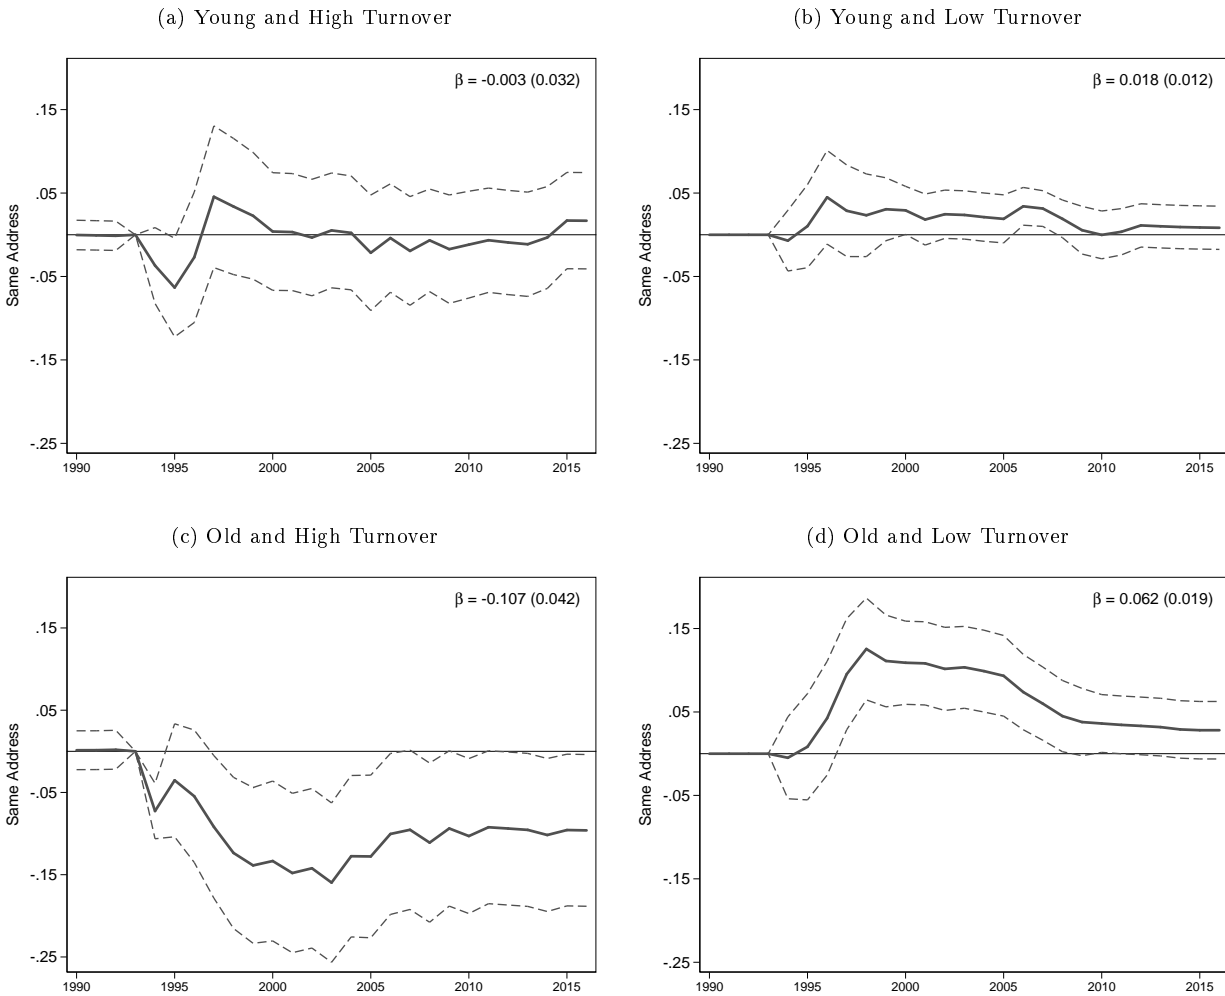 (a) Young and High Turnover
β = -0.003 (0.032)
Same Address
.15
.05
-.05
-.15
-.25
1990 1995 2000 2005 2010 2015
(b) Young and Low Turnover
β = 0.018 (0.012)
Same Address
.15
.05
-.05
-.15
-.25
1990 1995 2000 2005 2010 2015
(c) Old and High Turnover
β = -0.107 (0.042)
Same Address
.15
.05
-.05
-.15
-.25
1990 1995 2000 2005 2010 2015
(d) Old and Low Turnover
β = 0.062 (0.019)
Same Address
.15
.05
-.05
-.15
-.25
1990 1995 2000 2005 2010 2015